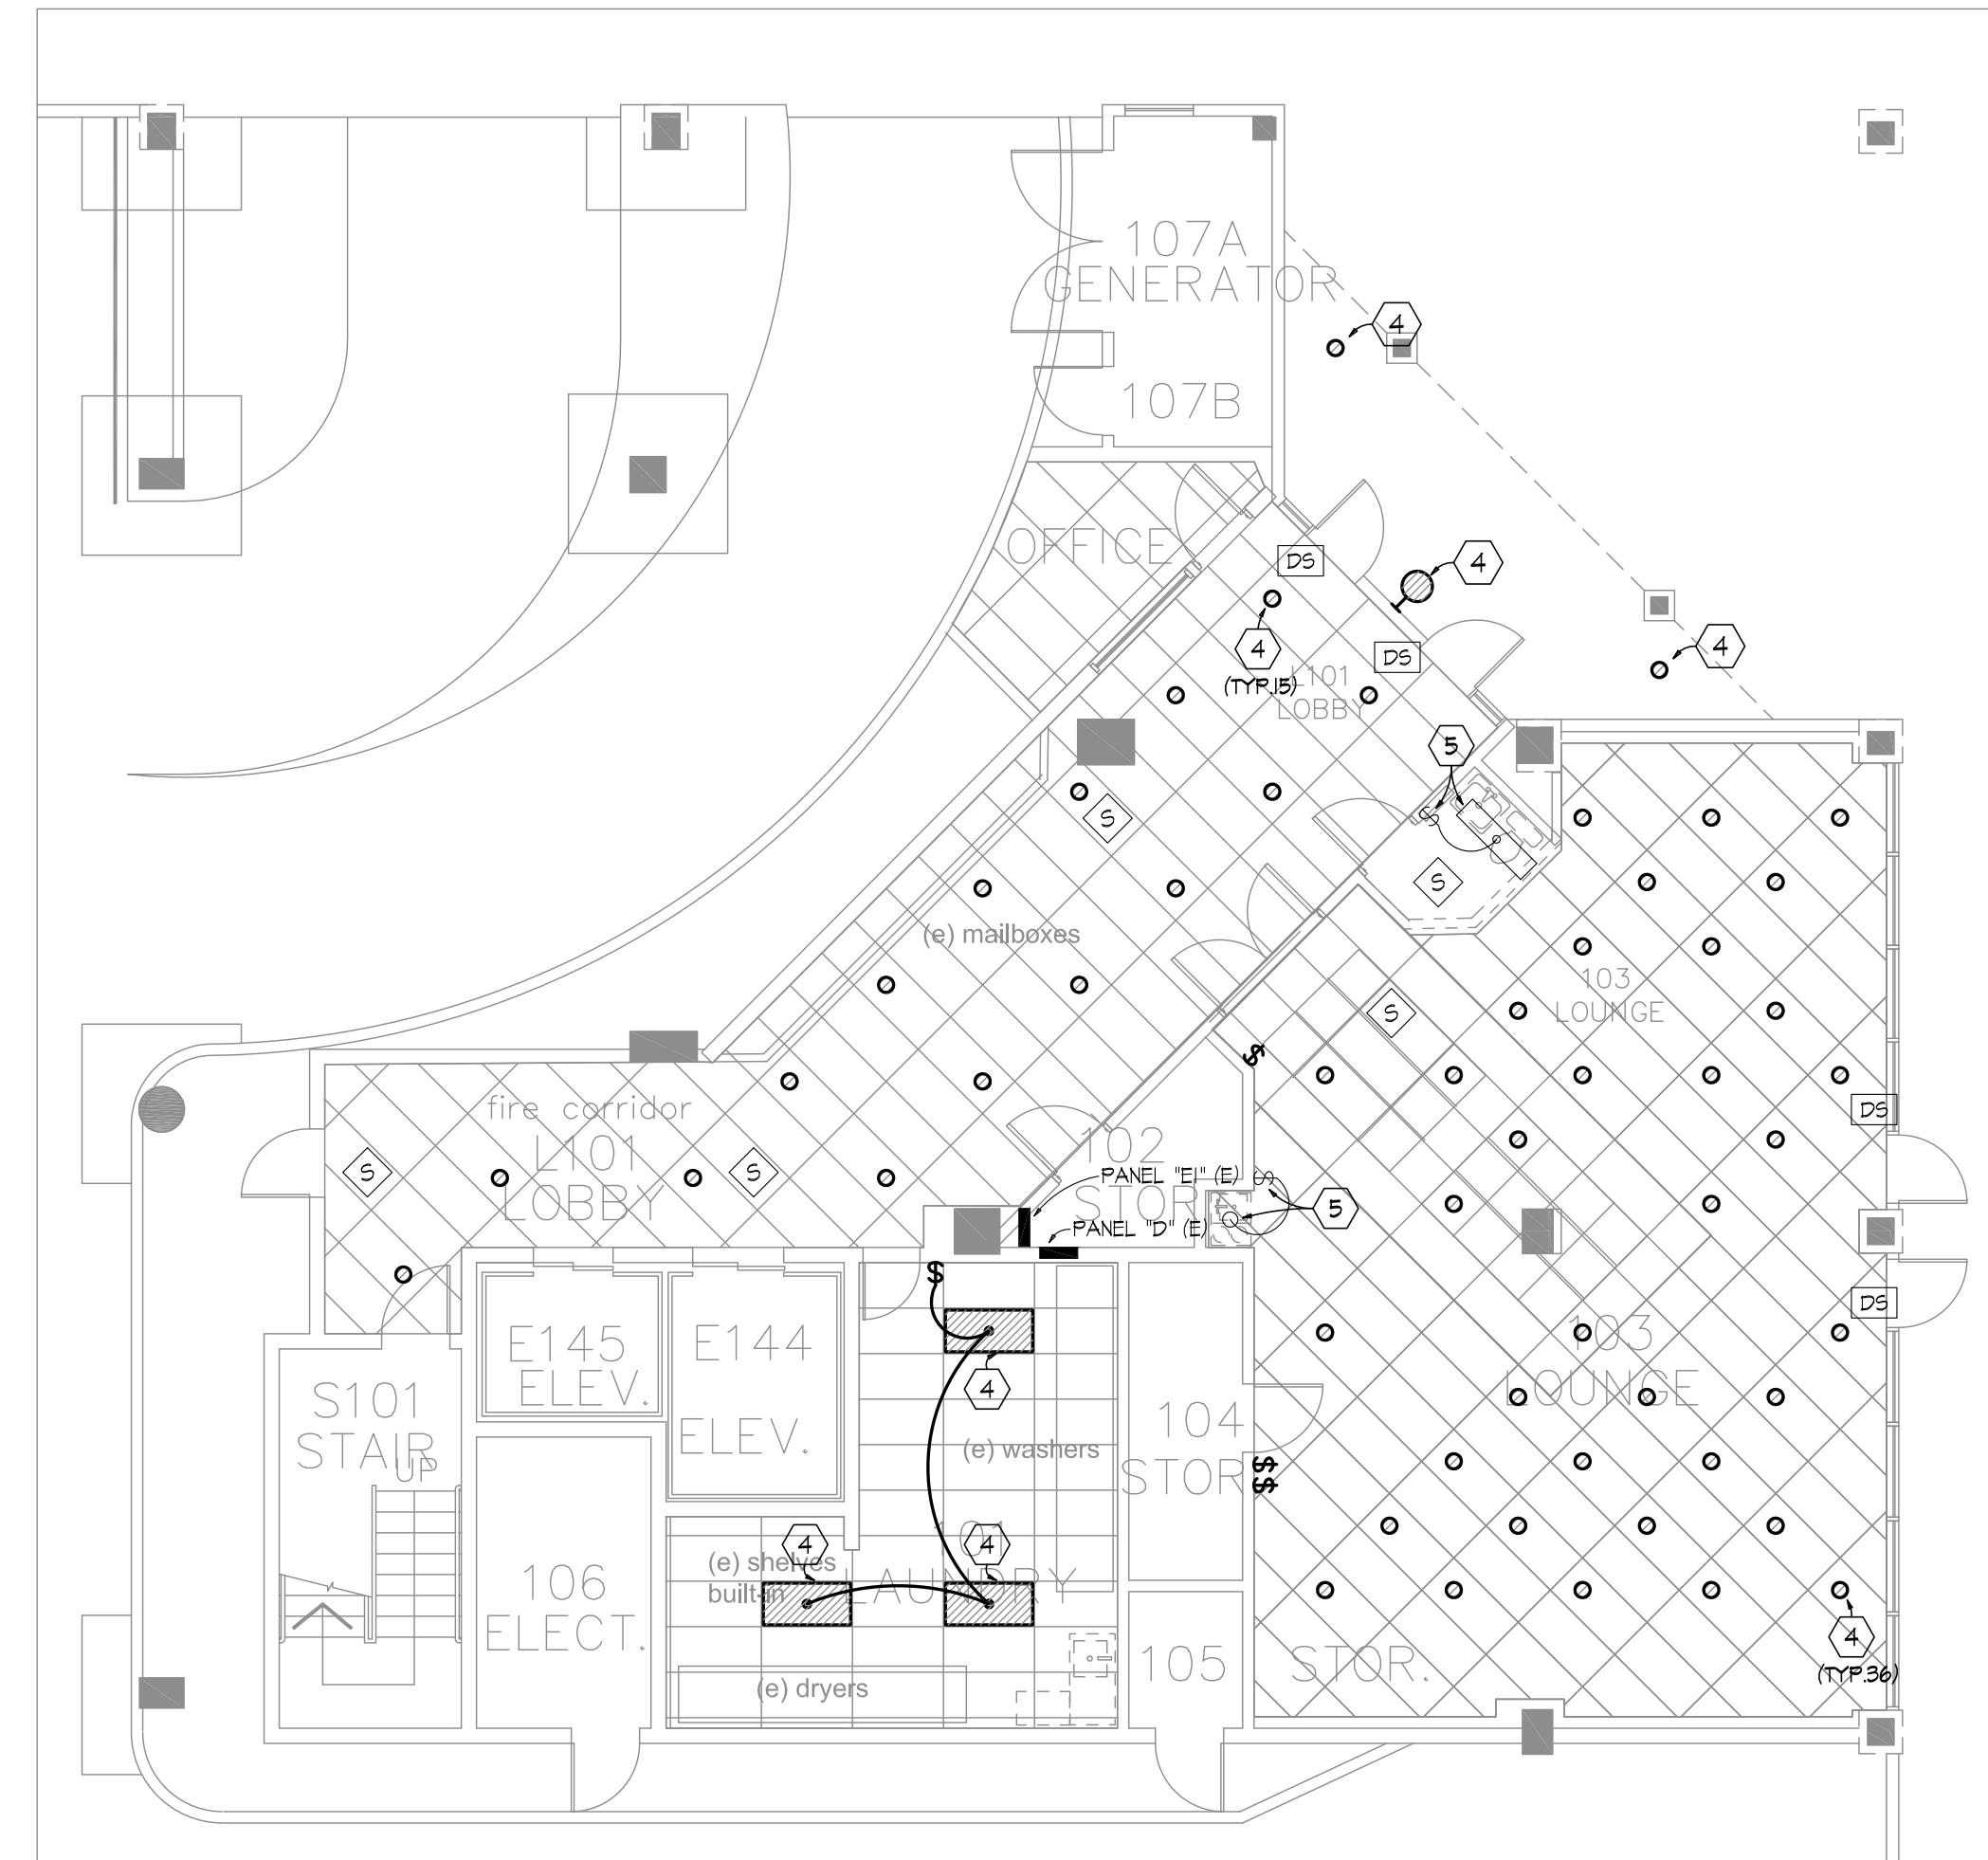 107A
GENERATOR
4
107B
OFFICE
DS
4
4
4
(TYP.15)
DS
L101
LOBBY
5
S
S
S
(e) mailboxes
103
LOUNGE
S
$
fire corridor
L101
LOBBY
S
S
102
STOR
PANEL "E1" (E)
PANEL "D" (E)
S
5
DS
DS
$
4
E145
ELEV.
E144
ELEV.
S101
STAIR
UP
103
LOUNGE
104
STOR.
(e) washers
$$
4
4
101
LAUNDRY
(e) shelves
built-in
106
ELECT.
(e) dryers
105
STOR.
4
(TYP.36)